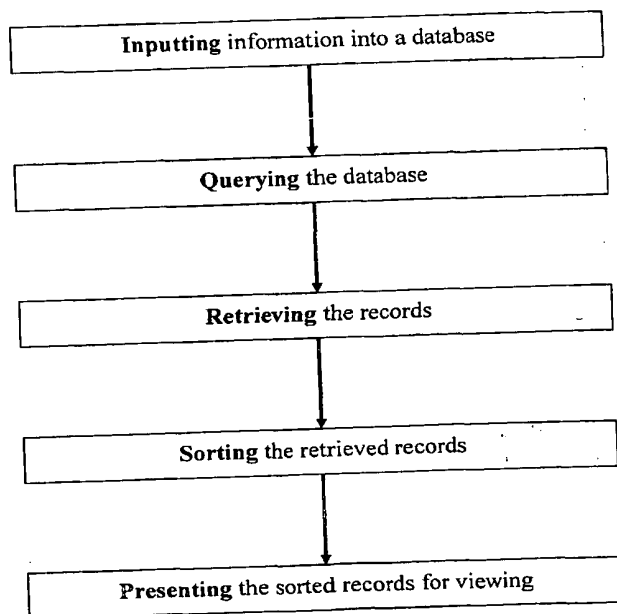 Inputting information into a database
Querying the database
Retrieving the records
Sorting the retrieved records
Presenting the sorted records for viewing